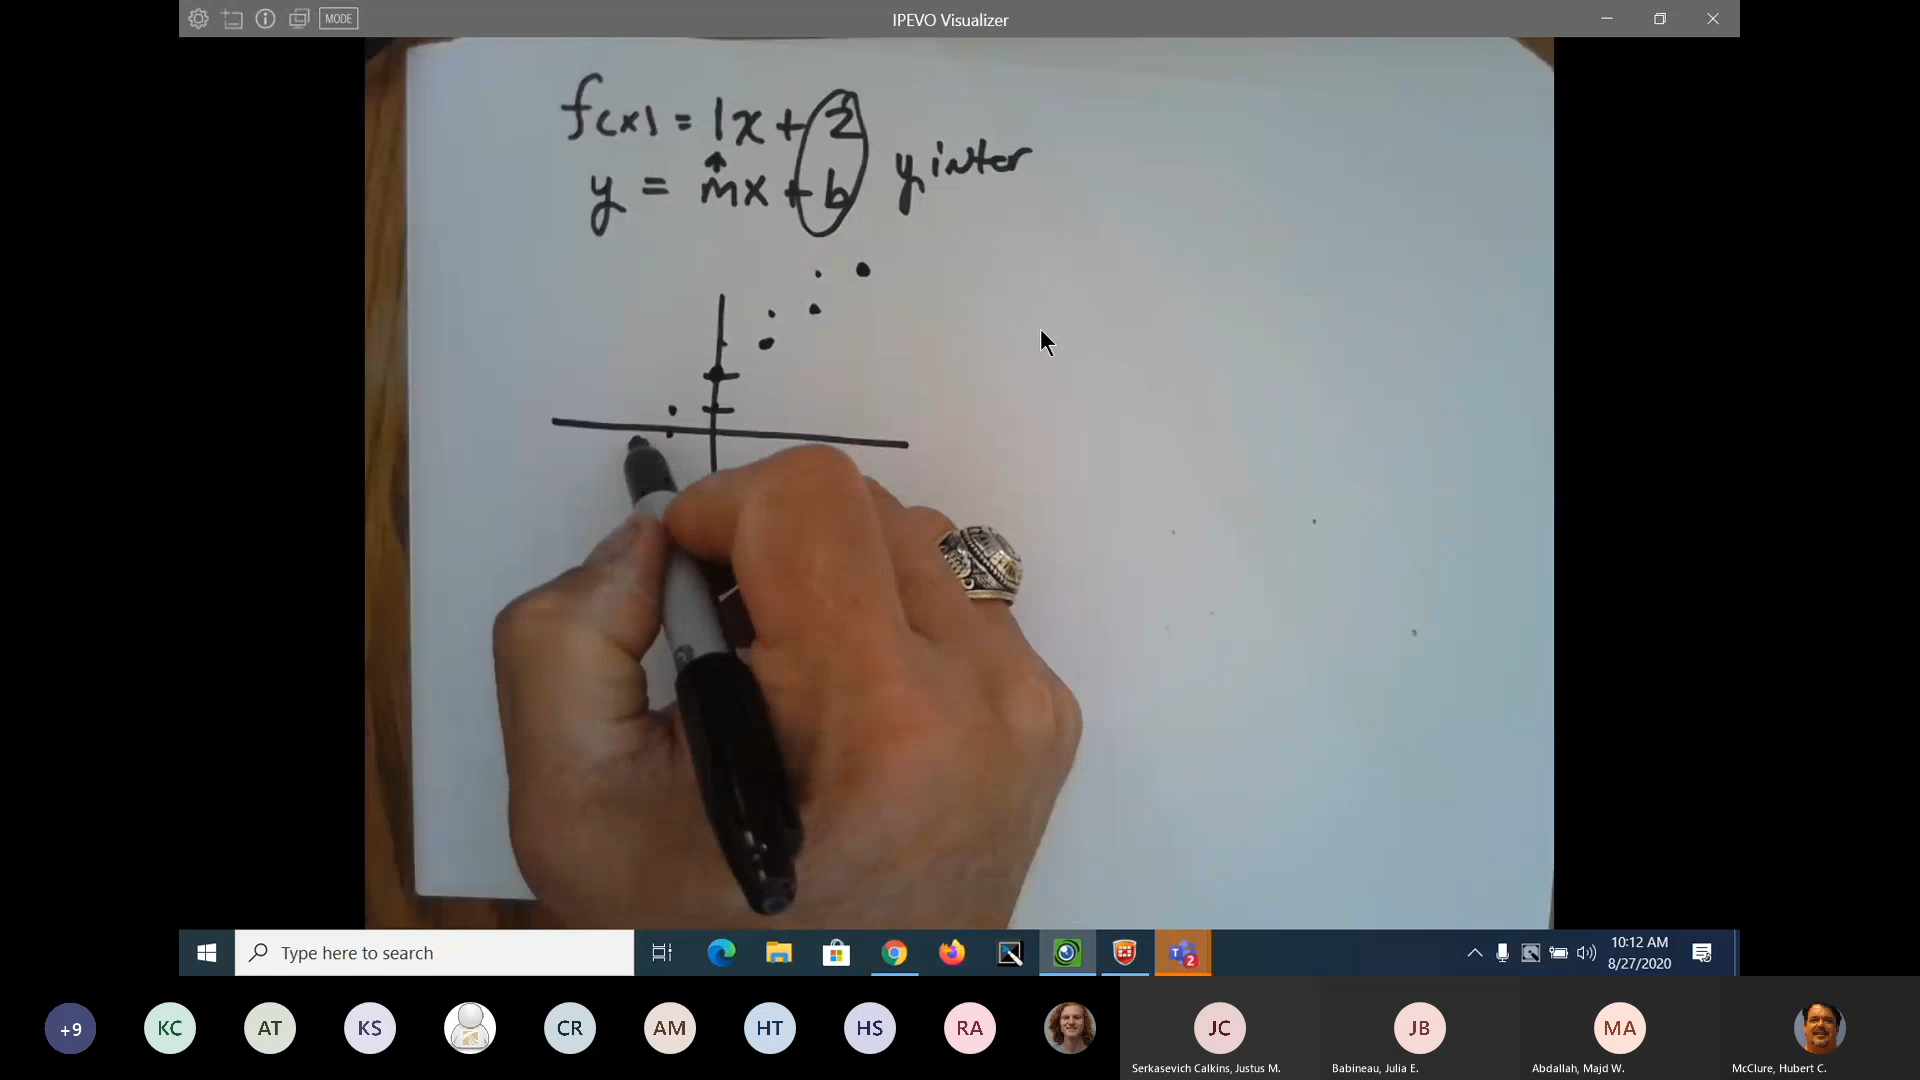 MODE
IPEVO Visualizer
f(x) = 1x + 2
y = mx + b
y inter
Type here to search
2
10:12 AM
8/27/2020
+9
KC
AT
KS
CR
AM
HT
HS
RA
JC
JB
MA
Serkasevich Calkins, Justus M.
Babineau, Julia E.
Abdallah, Majd W.
McClure, Hubert C.